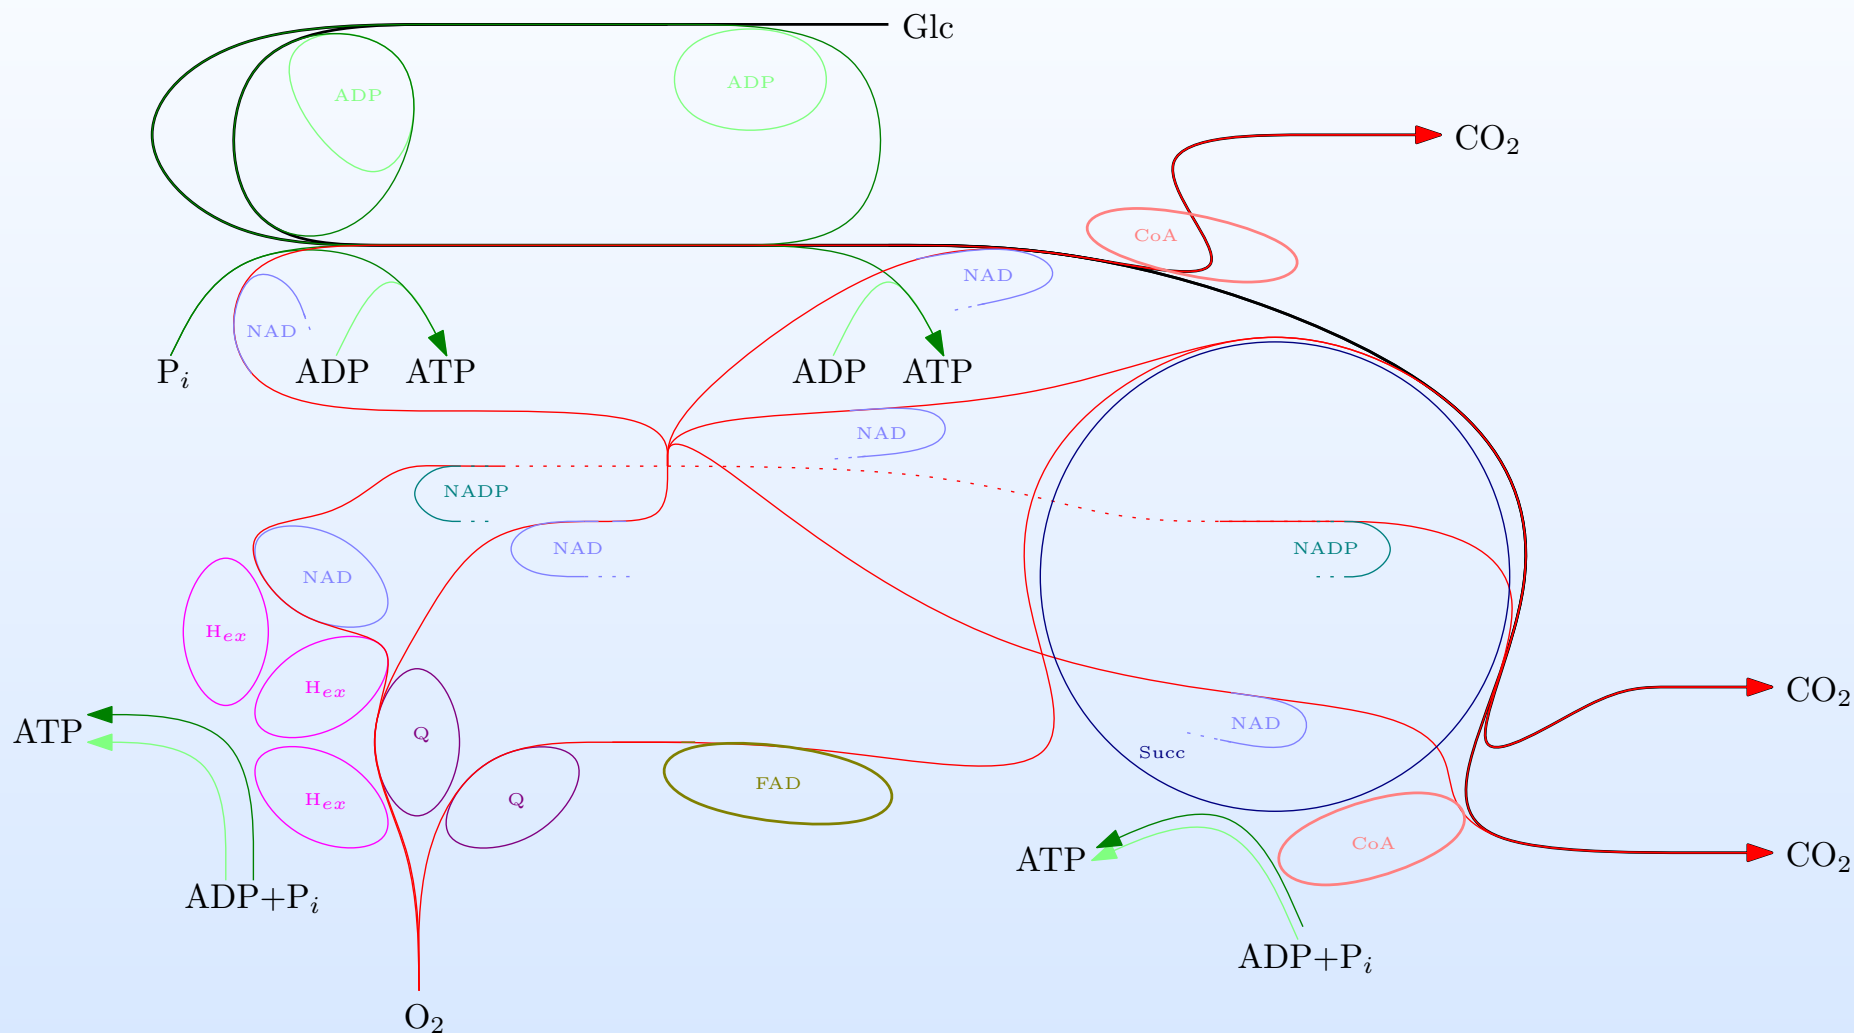 Glc
ADP
ADP
CO₂
CoA
NAD
NAD
Pᵢ
ADP
ATP
ADP
ATP
NAD
NADP
NAD
NADP
NAD
Hₑₓ
Hₑₓ
NAD
Q
Succ
ATP
CO₂
FAD
Q
Hₑₓ
CoA
ATP
CO₂
ADP+Pᵢ
ADP+Pᵢ
O₂